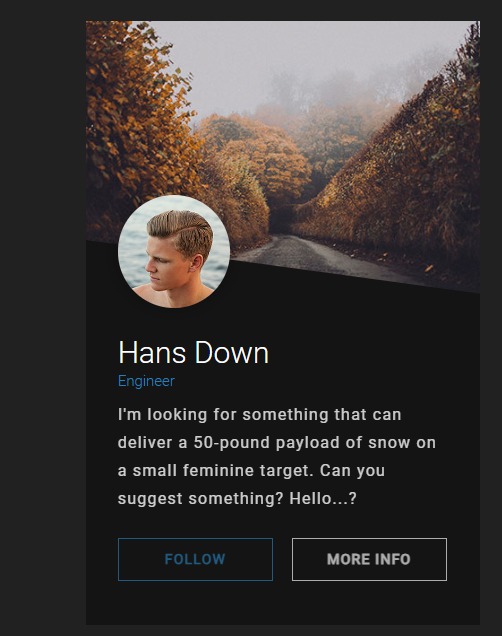 Hans Down
Engineer
I'm looking for something that can
deliver a 50-pound payload of snow on
a small feminine target. Can you
suggest something? Hello...?
FOLLOW MORE INFO